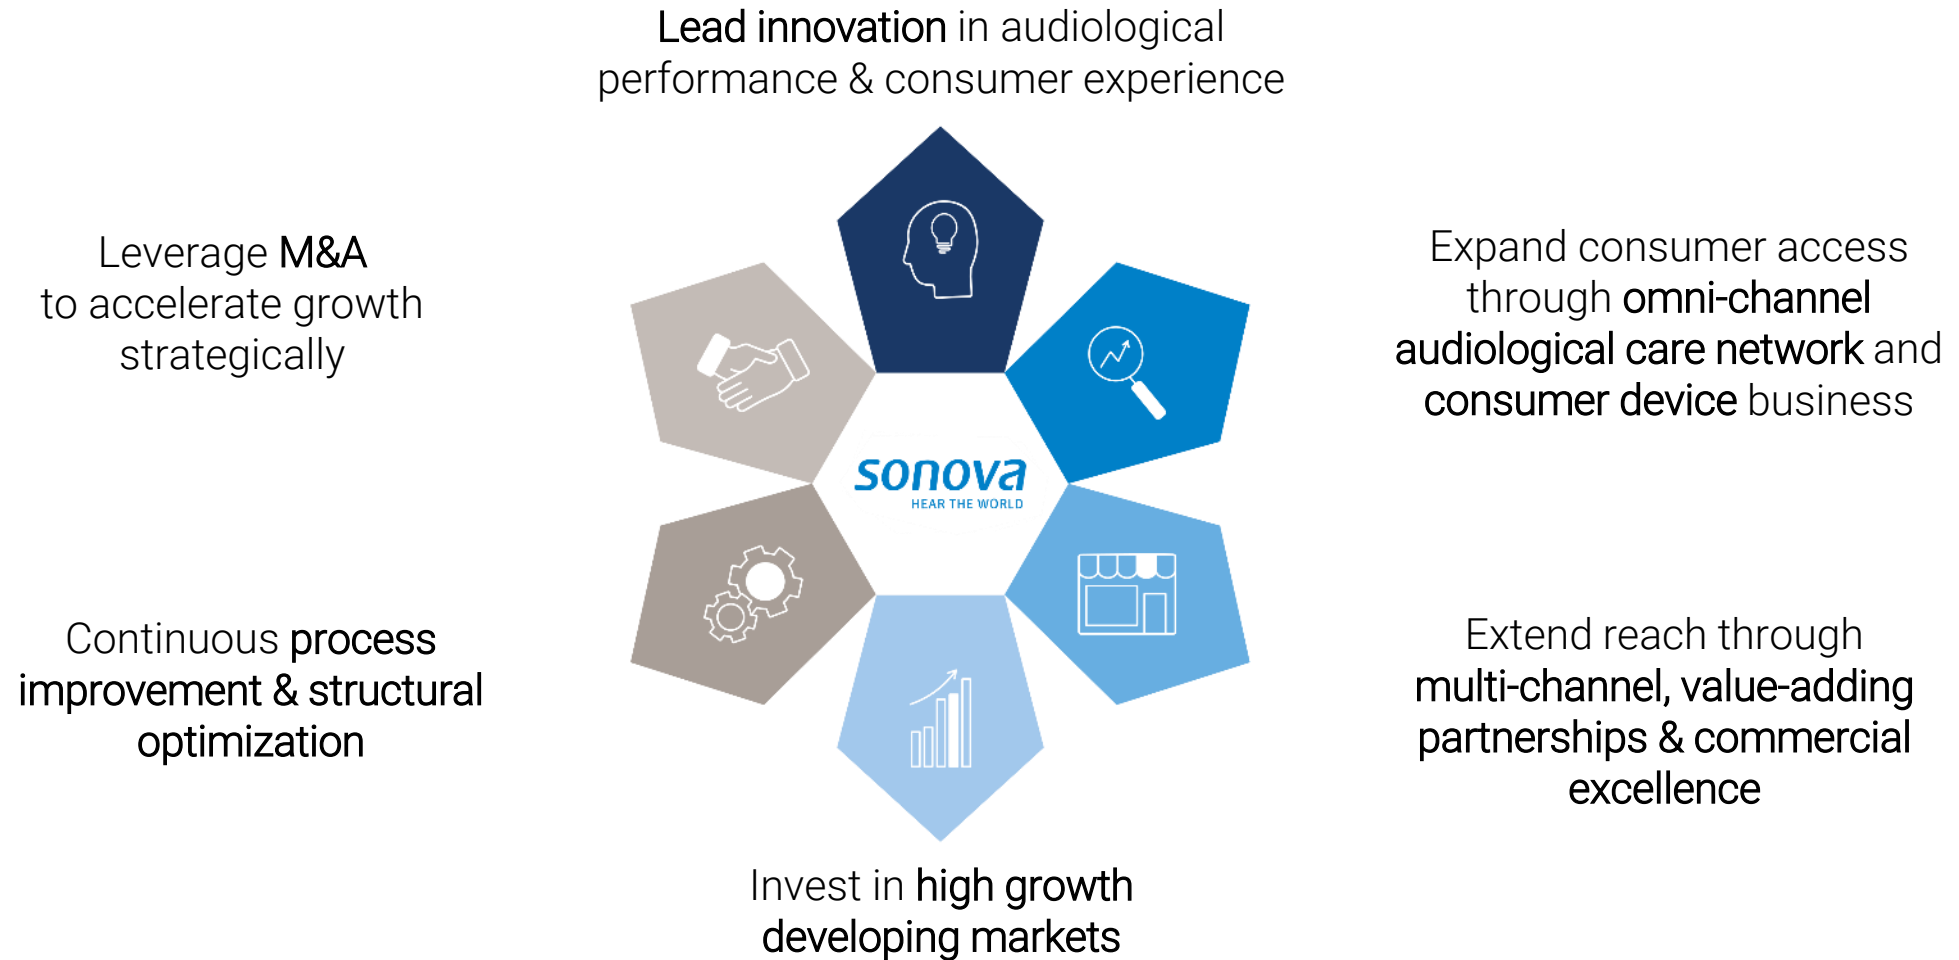 Lead innovation in audiological
performance & consumer experience
Expand consumer access
through omni-channel
audiological care network and
consumer device business
Extend reach through
multi-channel, value-adding
partnerships & commercial
excellence
Invest in high growth
developing markets
Continuous process
improvement & structural
optimization
Leverage M&A
to accelerate growth
strategically
sonova
HEAR THE WORLD